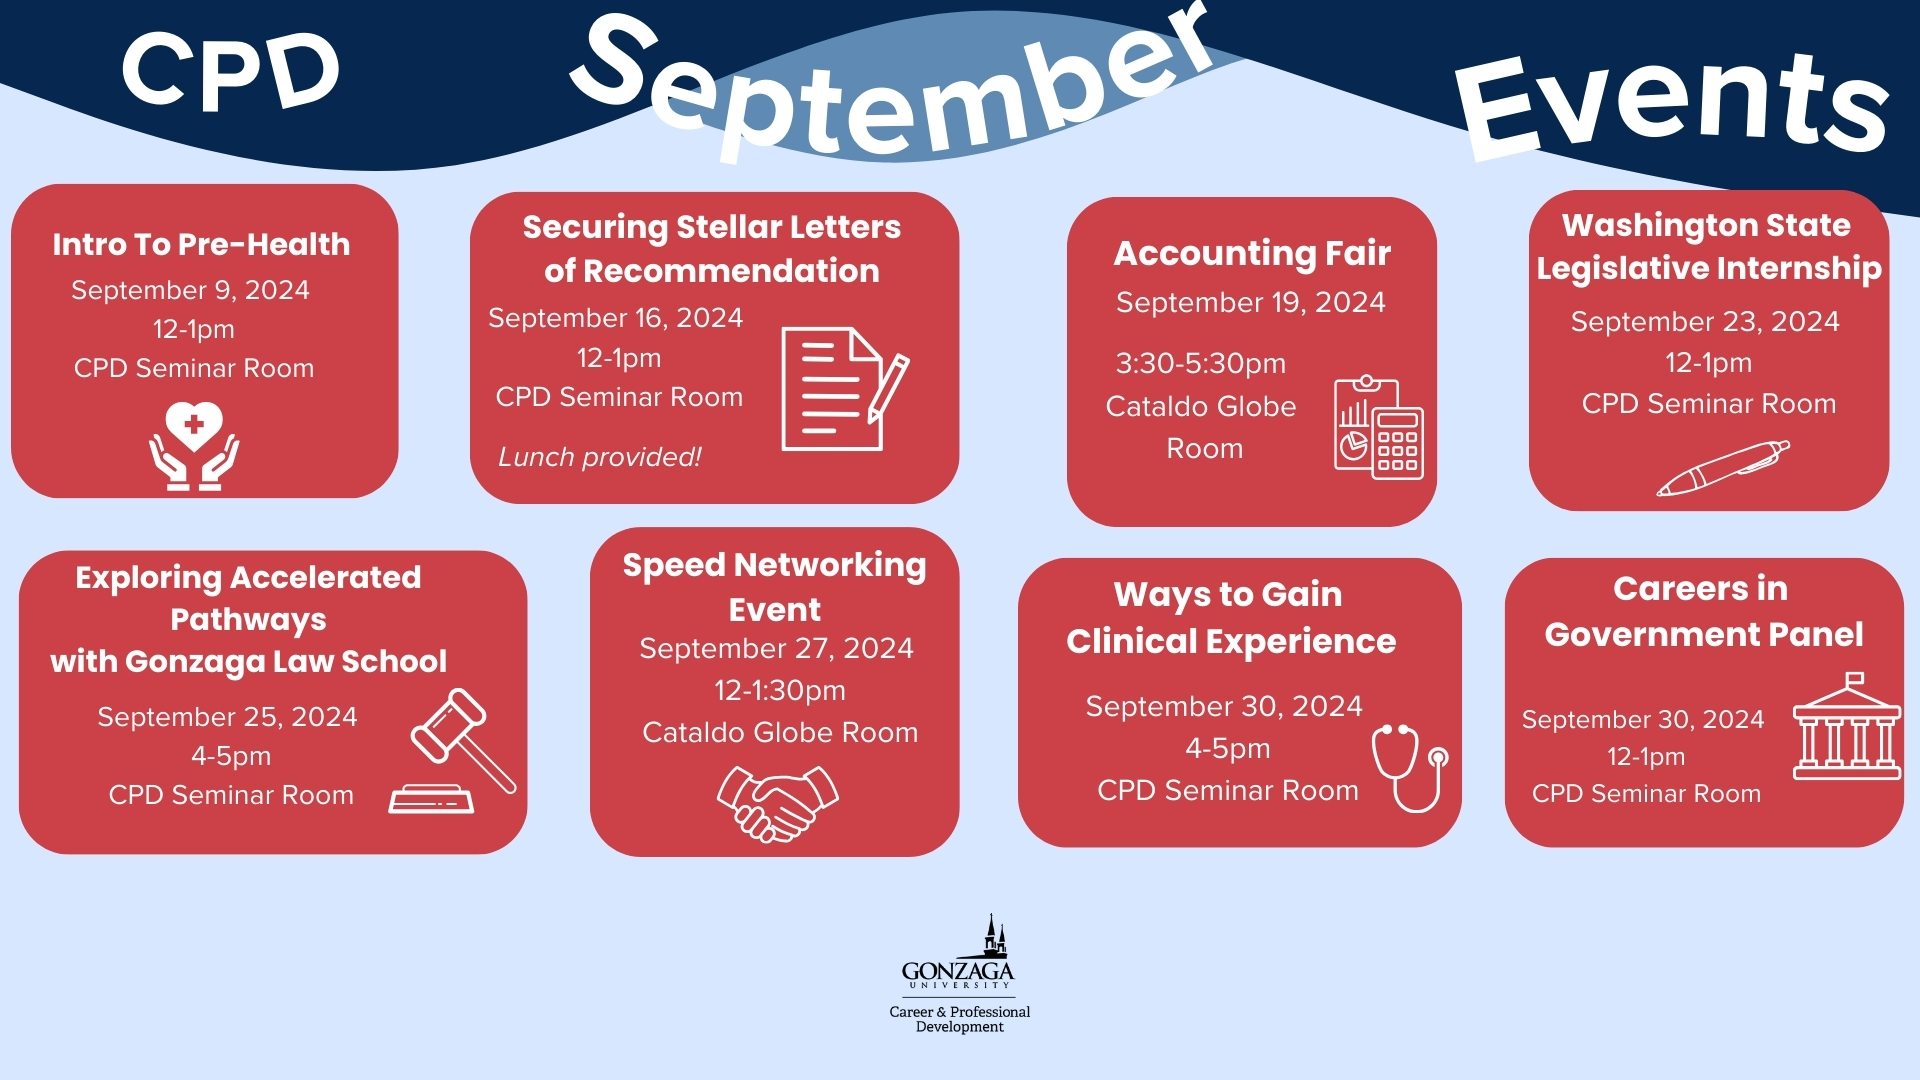 CPD September Events
Intro To Pre-Health
September 9, 2024
12-1pm
CPD Seminar Room
Securing Stellar Letters
of Recommendation
September 16, 2024
12-1pm
CPD Seminar Room
Lunch provided!
Accounting Fair
September 19, 2024
3:30-5:30pm
Cataldo Globe
Room
Washington State
Legislative Internship
September 23, 2024
12-1pm
CPD Seminar Room
Exploring Accelerated
Pathways
with Gonzaga Law School
September 25, 2024
4-5pm
CPD Seminar Room
Speed Networking
Event
September 27, 2024
12-1:30pm
Cataldo Globe Room
Ways to Gain
Clinical Experience
September 30, 2024
4-5pm
CPD Seminar Room
Careers in
Government Panel
September 30, 2024
12-1pm
CPD Seminar Room
GONZAGA
UNIVERSITY
Career & Professional
Development